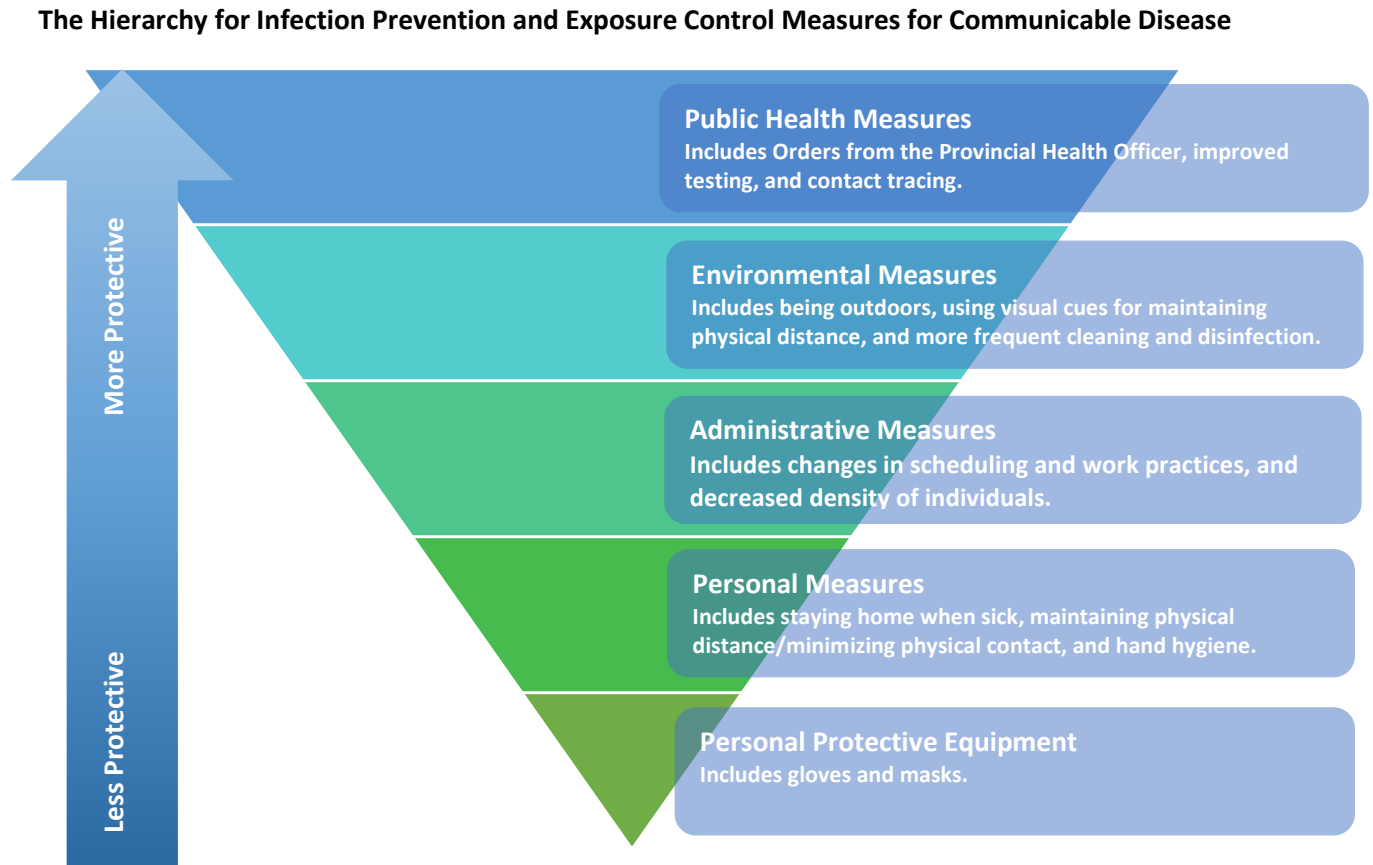 The Hierarchy for Infection Prevention and Exposure Control Measures for Communicable Disease
More Protective
Less Protective
Public Health Measures
Includes Orders from the Provincial Health Officer, improved
testing, and contact tracing.
Environmental Measures
Includes being outdoors, using visual cues for maintaining
physical distance, and more frequent cleaning and disinfection.
Administrative Measures
Includes changes in scheduling and work practices, and
decreased density of individuals.
Personal Measures
Includes staying home when sick, maintaining physical
distance/minimizing physical contact, and hand hygiene.
Personal Protective Equipment
Includes gloves and masks.